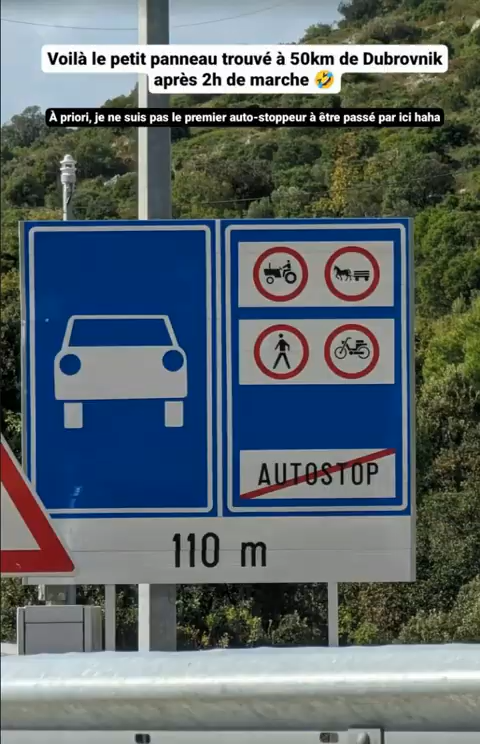 Voilà le petit panneau trouvé à 50km de Dubrovnik
après 2h de marche 🤣
À priori, je ne suis pas le premier auto-stoppeur à être passé par ici haha
AUTOSTOP
110 m